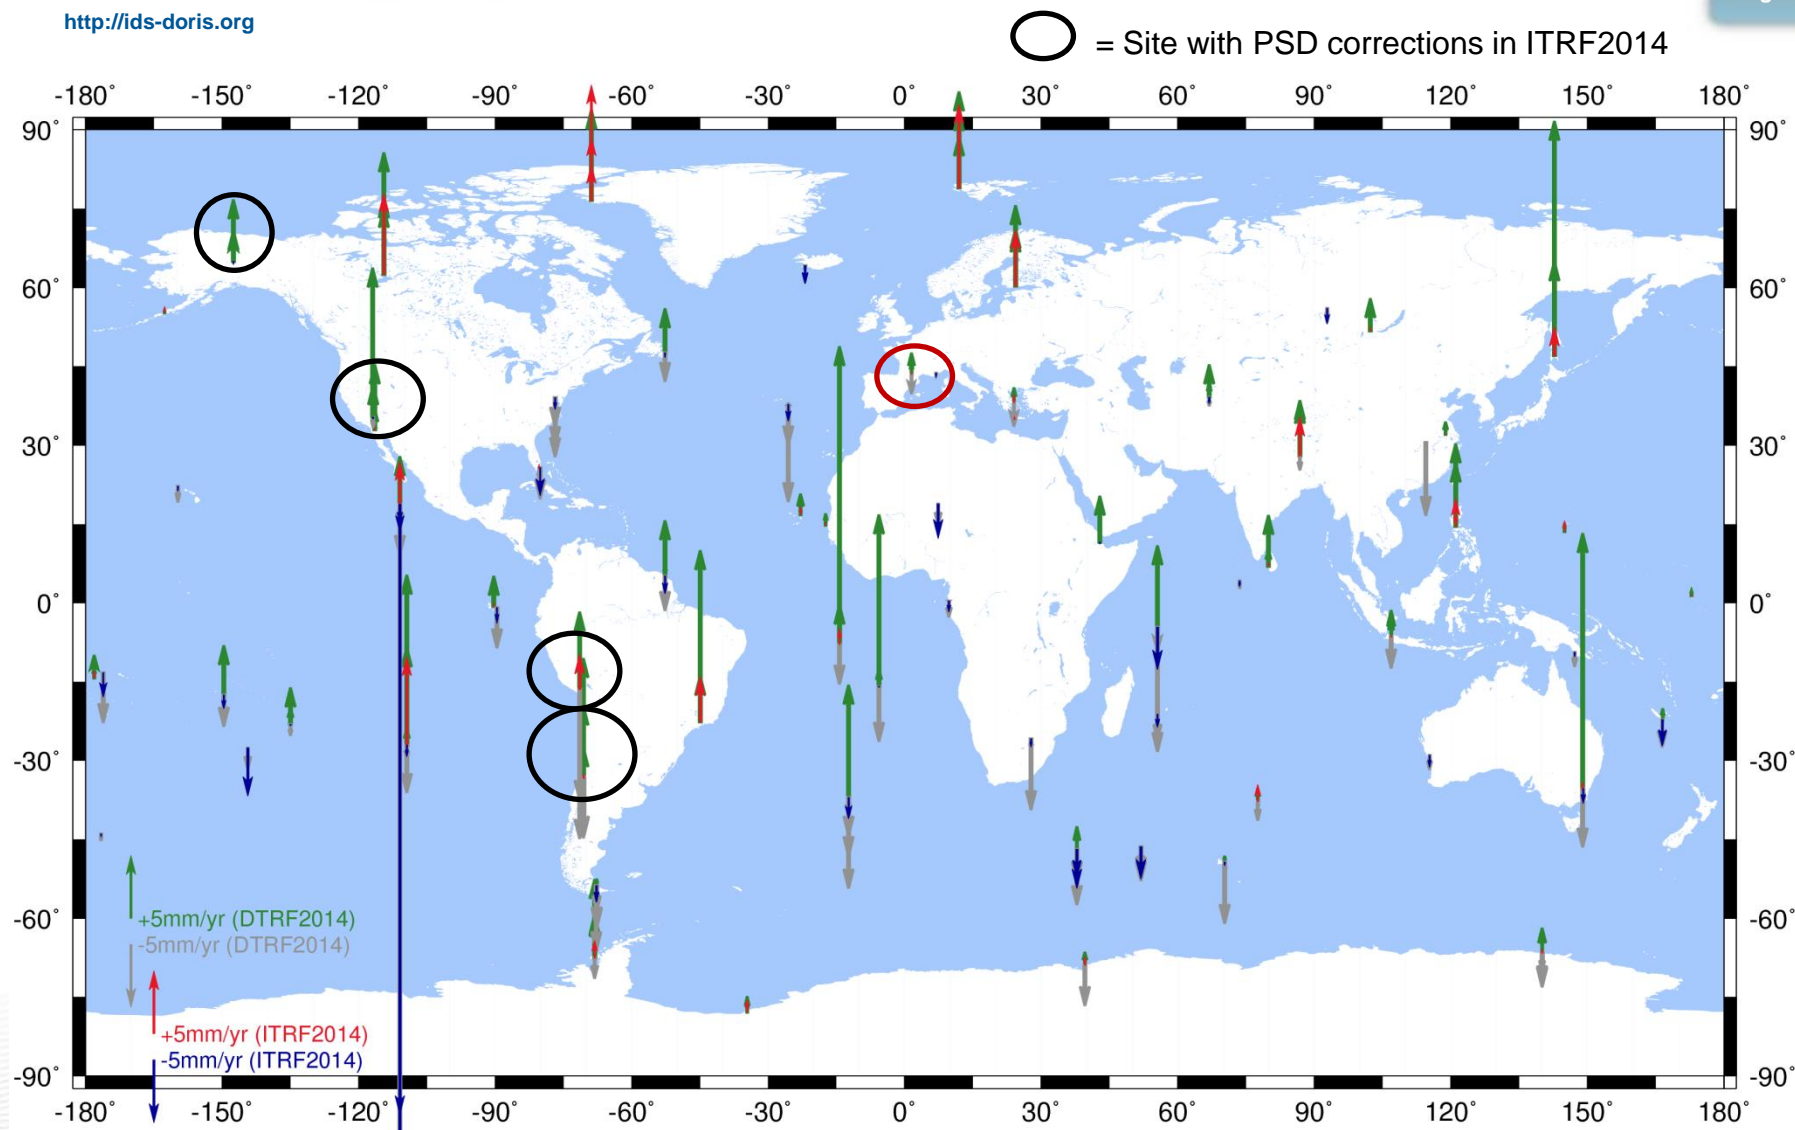 http://ids-doris.org
= Site with PSD corrections in ITRF2014
-180° -150° -120° -90° -60° -30° 0° 30° 60° 90° 120° 150° 180°
90° 90°
60° 60°
30° 30°
0° 0°
-30° -30°
-60° -60°
+5mm/yr (DTRF2014)
-5mm/yr (DTRF2014)
+5mm/yr (ITRF2014)
-5mm/yr (ITRF2014)
-90° -90°
-180° -150° -120° -90° -60° -30° 0° 30° 60° 90° 120° 150° 180°